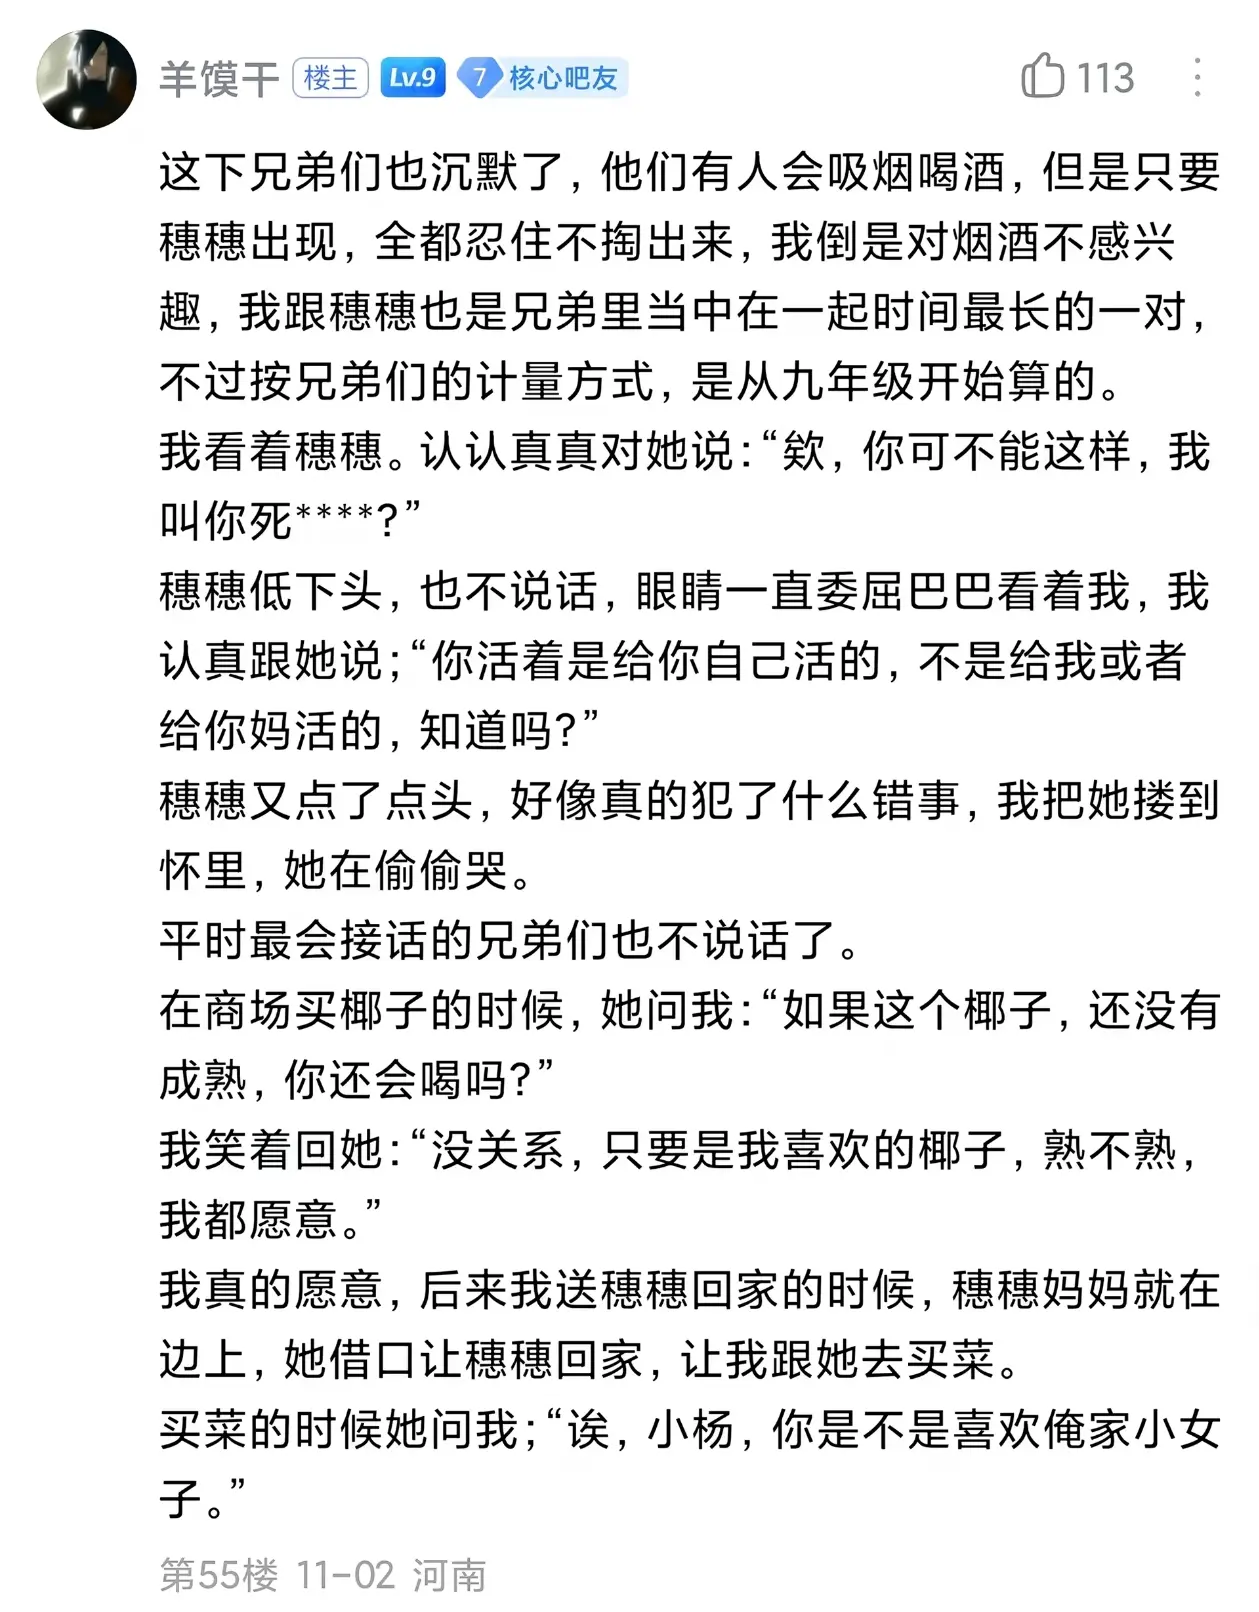 羊馍干 楼主 Lv.9 7 核心吧友 113
这下兄弟们也沉默了，他们有人会吸烟喝酒，但是只要
穗穗出现，全都忍住不掏出来，我倒是对烟酒不感兴
趣，我跟穗穗也是兄弟里当中在一起时间最长的一对，
不过按兄弟们的计量方式，是从九年级开始算的。
我看着穗穗。认认真真对她说：“欸，你可不能这样，我
叫你死****？”
穗穗低下头，也不说话，眼睛一直委屈巴巴看着我，我
认真跟她说；“你活着是给你自己活的，不是给我或者
给你妈活的，知道吗？”
穗穗又点了点头，好像真的犯了什么错事，我把她搂到
怀里，她在偷偷哭。
平时最会接话的兄弟们也不说话了。
在商场买椰子的时候，她问我：“如果这个椰子，还没有
成熟，你还会喝吗？”
我笑着回她：“没关系，只要是我喜欢的椰子，熟不熟，
我都愿意。”
我真的愿意，后来我送穗穗回家的时候，穗穗妈妈就在
边上，她借口让穗穗回家，让我跟她去买菜。
买菜的时候她问我；“诶，小杨，你是不是喜欢俺家小女
子。”
第55楼 11-02 河南